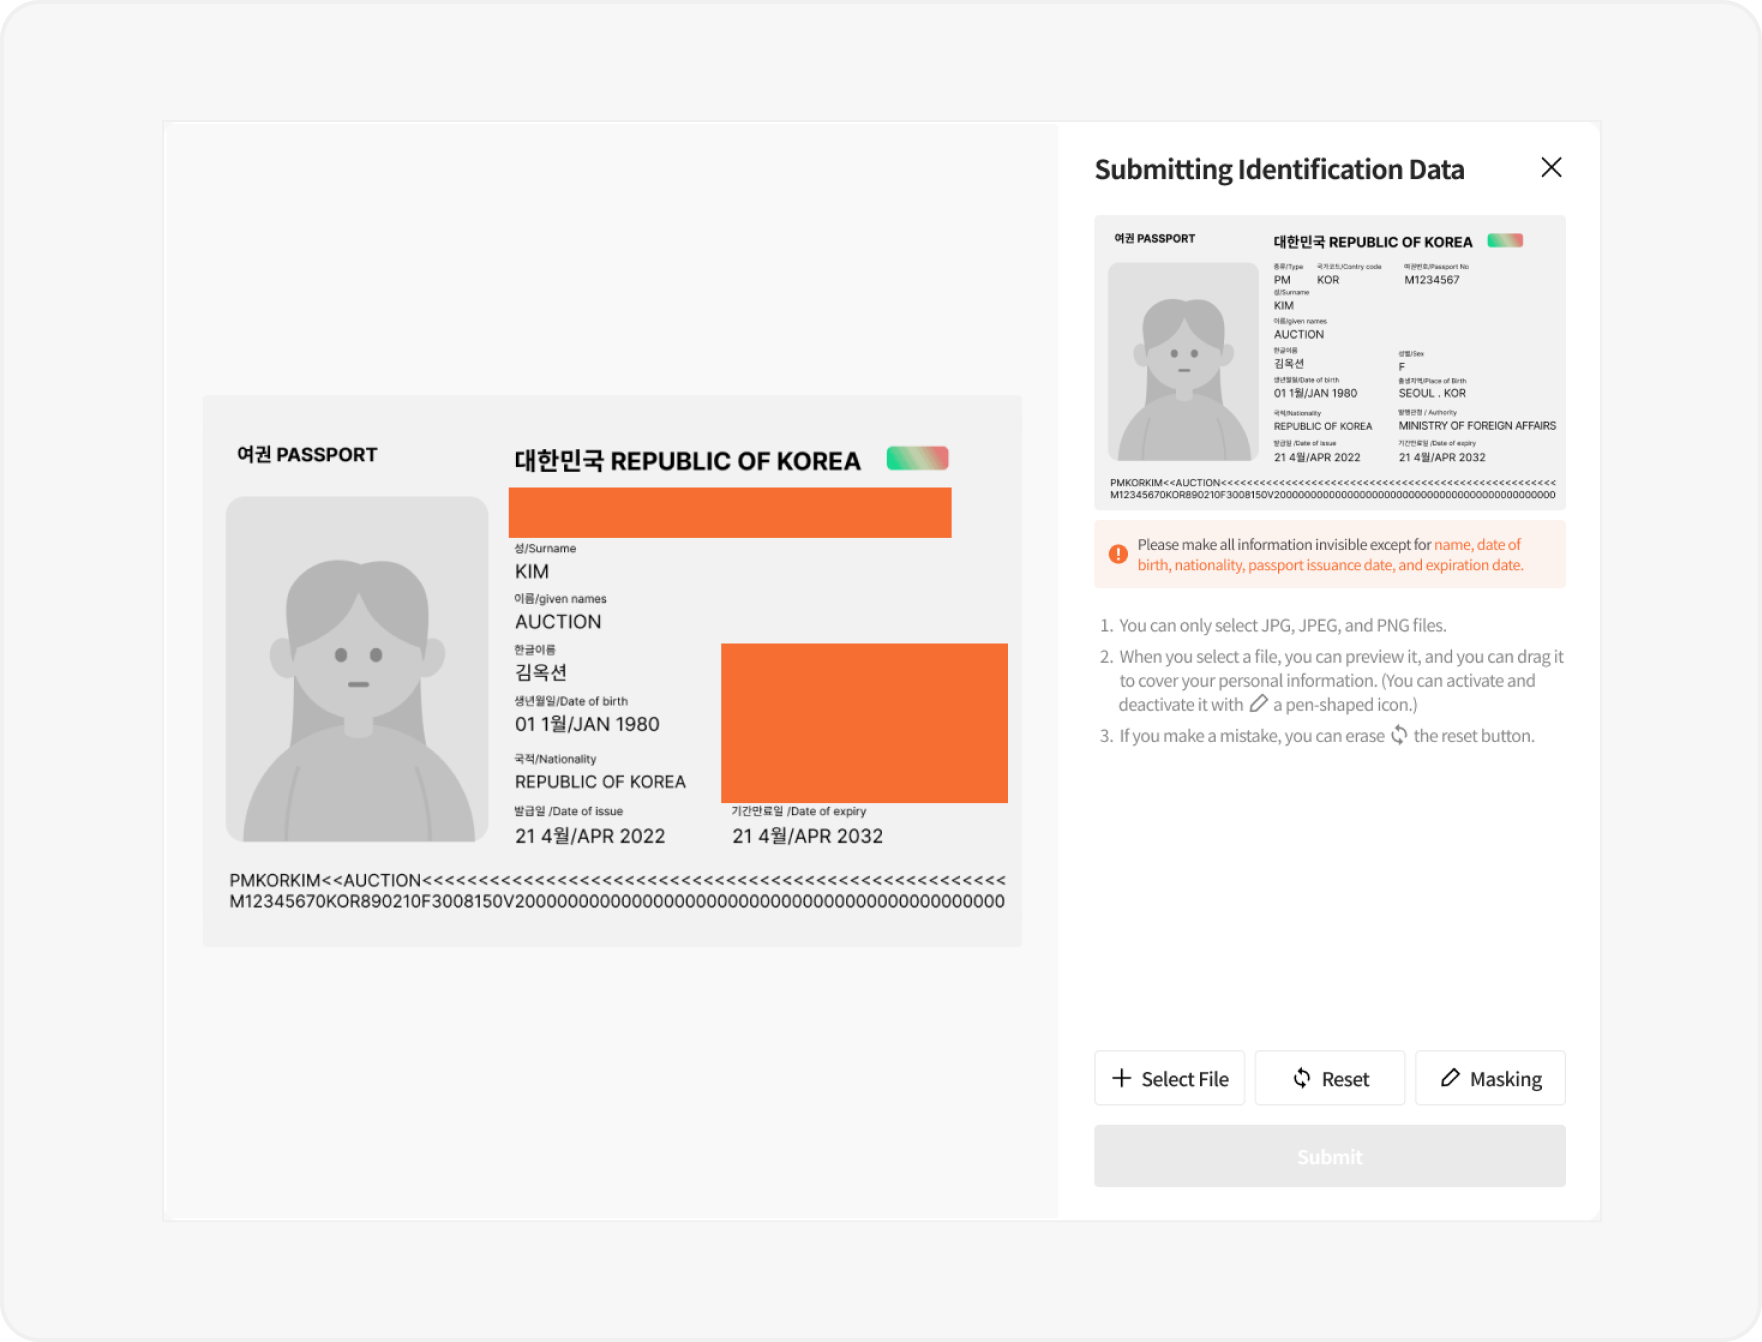 여권 PASSPORT
대한민국 REPUBLIC OF KOREA
성/Surname
KIM
이름/given names
AUCTION
한글이름
김옥션
생년월일/Date of birth
01 1월/JAN 1980
국적/Nationality
REPUBLIC OF KOREA
발급일 /Date of issue
21 4월/APR 2022
기간만료일 /Date of expiry
21 4월/APR 2032
PMKORKIM<<AUCTION<<<<<<<<<<<<<<<<<<<<<<<<<<<<<<<<<<<<<<<<<<<<<<<<<<<<
M12345670KOR890210F3008150V20000000000000000000000000000000000000000000000
Submitting Identification Data
여권 PASSPORT
대한민국 REPUBLIC OF KOREA
종류/Type 국가코드/Contry code 여권번호/Passport No
PM KOR M1234567
성/Surname
KIM
이름/given names
AUCTION
한글이름 성별/Sex
김옥션 F
생년월일/Date of birth 출생지역/Place of Birth
01 1월/JAN 1980 SEOUL . KOR
국적/Nationality 발행관청 / Authority
REPUBLIC OF KOREA MINISTRY OF FOREIGN AFFAIRS
발급일 /Date of issue 기간만료일 /Date of expiry
21 4월/APR 2022 21 4월/APR 2032
PMKORKIM<<AUCTION<<<<<<<<<<<<<<<<<<<<<<<<<<<<<<<<<<<<<<<<<<<<<<<<<<<<
M12345670KOR890210F3008150V20000000000000000000000000000000000000000000000
Please make all information invisible except for name, date of
birth, nationality, passport issuance date, and expiration date.
1. You can only select JPG, JPEG, and PNG files.
2. When you select a file, you can preview it, and you can drag it
to cover your personal information. (You can activate and
deactivate it with a pen-shaped icon.)
3. If you make a mistake, you can erase the reset button.
Select File
Reset
Masking
Submit